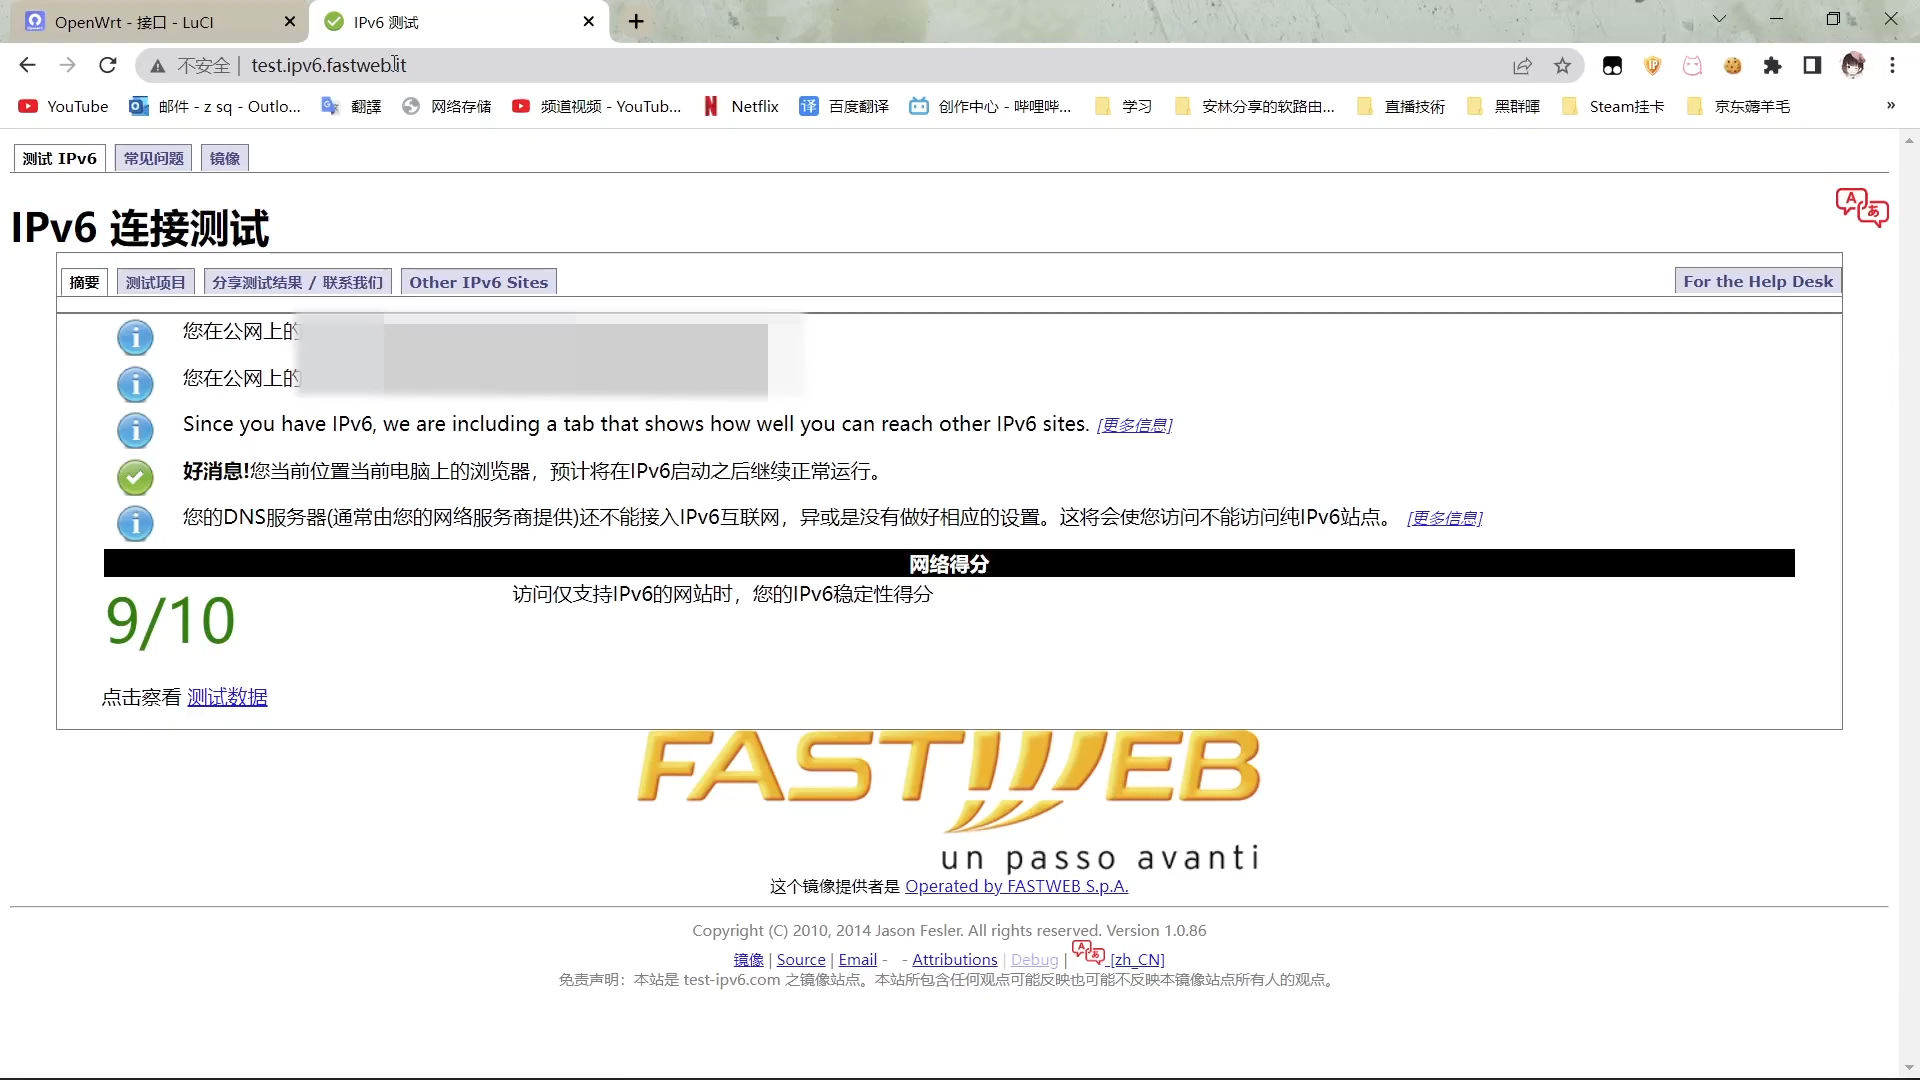 OpenWrt - 接口 - LuCI
IPv6 测试
不安全 | test.ipv6.fastweb.it
YouTube
邮件 - z sq - Outlo...
翻譯
网络存储
频道视频 - YouTub...
Netflix
百度翻译
创作中心 - 哔哩哔...
学习
安林分享的软路由...
直播技術
黑群暉
Steam挂卡
京东薅羊毛
»
测试 IPv6
常见问题
镜像
IPv6 连接测试
摘要
测试项目
分享测试结果 / 联系我们
Other IPv6 Sites
For the Help Desk
您在公网上的
您在公网上的
Since you have IPv6, we are including a tab that shows how well you can reach other IPv6 sites. [更多信息]
好消息!您当前位置当前电脑上的浏览器，预计将在IPv6启动之后继续正常运行。
您的DNS服务器(通常由您的网络服务商提供)还不能接入IPv6互联网，异或是没有做好相应的设置。这将会使您访问不能访问纯IPv6站点。 [更多信息]
网络得分
9/10
访问仅支持IPv6的网站时，您的IPv6稳定性得分
点击察看 测试数据
FASTWEB
un passo avanti
这个镜像提供者是 Operated by FASTWEB S.p.A.
Copyright (C) 2010, 2014 Jason Fesler. All rights reserved. Version 1.0.86
镜像 | Source | Email - - Attributions | Debug | [zh_CN]
免责声明：本站是 test-ipv6.com 之镜像站点。本站所包含任何观点可能反映也可能不反映本镜像站点所有人的观点。